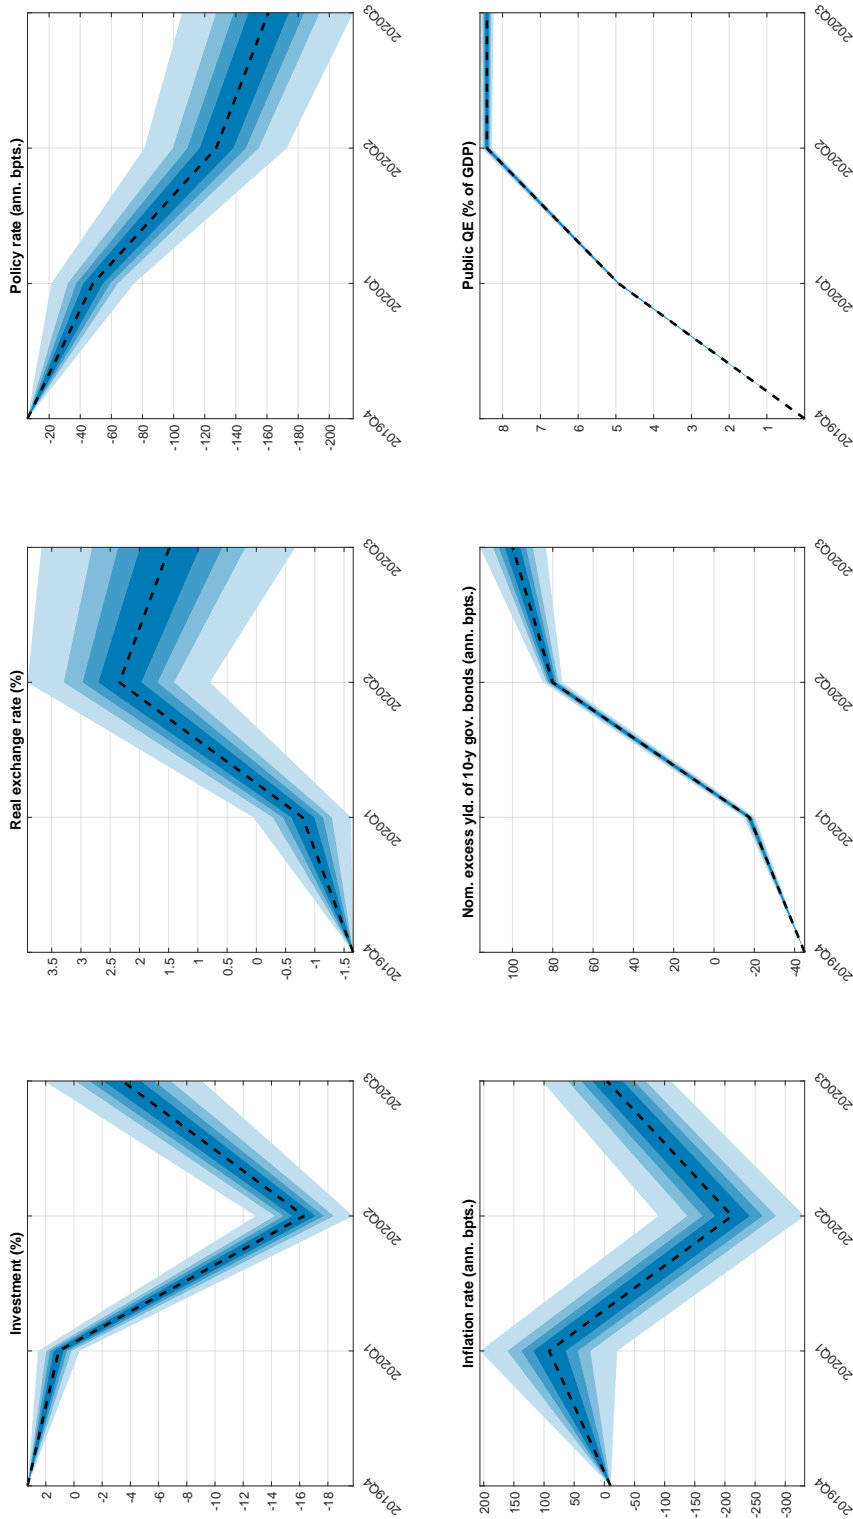 Investment (%)
2
0
-2
-4
-6
-8
-10
-12
-14
-16
-18
2019Q4
2020Q1
2020Q2
2020Q3
Real exchange rate (%)
3.5
3
2.5
2
1.5
1
0.5
0
-0.5
-1
-1.5
2019Q4
2020Q1
2020Q2
2020Q3
Policy rate (ann. bpts.)
-20
-40
-60
-80
-100
-120
-140
-160
-180
-200
2019Q4
2020Q1
2020Q2
2020Q3
Inflation rate (ann. bpts.)
200
150
100
50
0
-50
-100
-150
-200
-250
-300
2019Q4
2020Q1
2020Q2
2020Q3
Nom. excess yld. of 10-y gov. bonds (ann. bpts.)
100
80
60
40
20
0
-20
-40
2019Q4
2020Q1
2020Q2
2020Q3
Public QE (% of GDP)
8
7
6
5
4
3
2
1
2019Q4
2020Q1
2020Q2
2020Q3